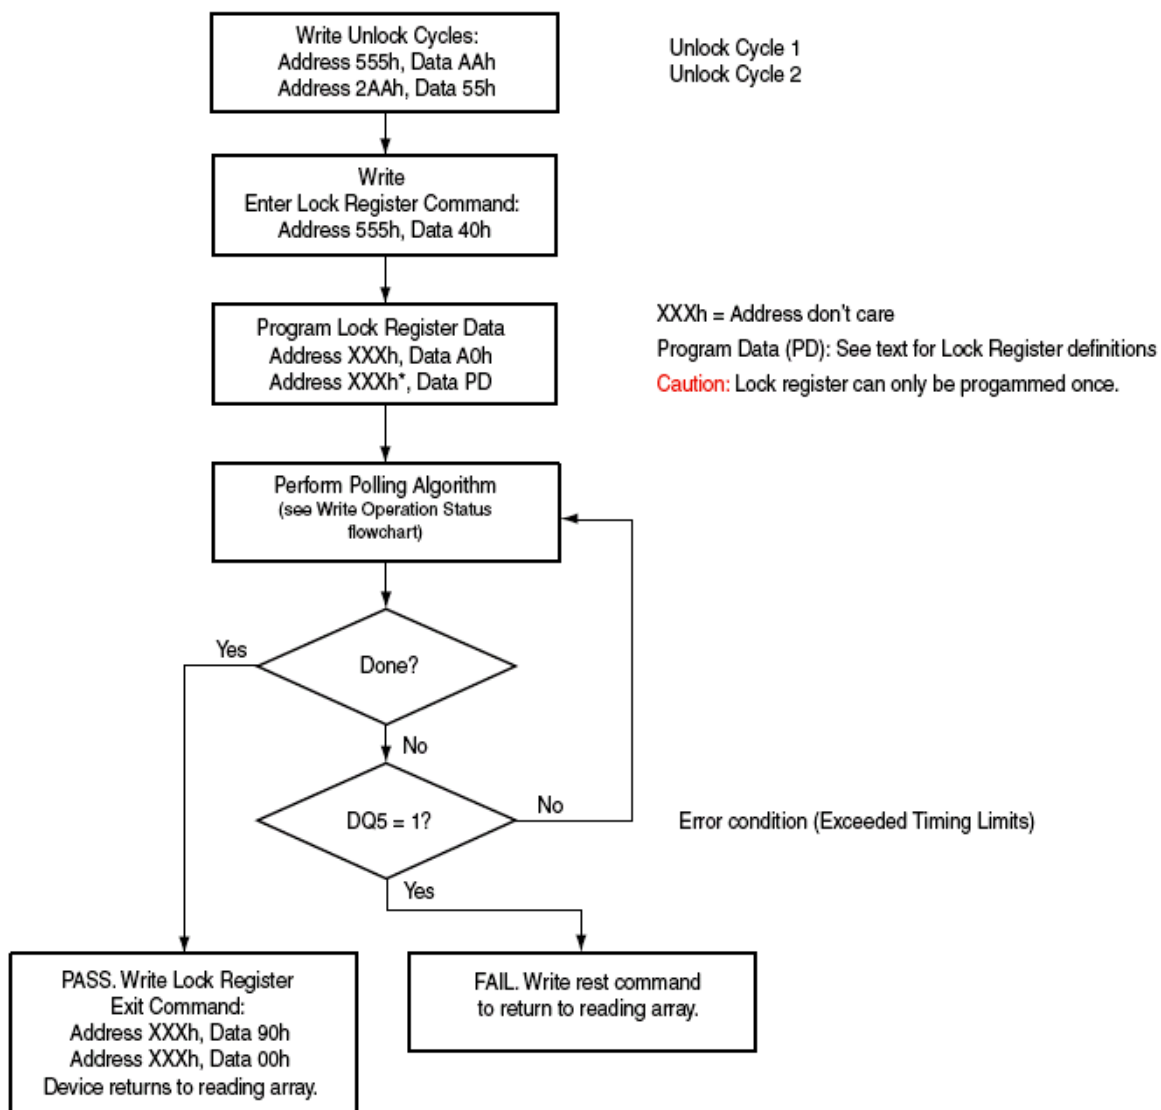 Write Unlock Cycles:
Address 555h, Data AAh
Address 2AAh, Data 55h
Unlock Cycle 1
Unlock Cycle 2
Write
Enter Lock Register Command:
Address 555h, Data 40h
Program Lock Register Data
Address XXXh, Data A0h
Address XXXh*, Data PD
XXXh = Address don't care
Program Data (PD): See text for Lock Register definitions
Caution: Lock register can only be progammed once.
Perform Polling Algorithm
(see Write Operation Status
flowchart)
Yes
Done?
No
DQ5 = 1?
No
Error condition (Exceeded Timing Limits)
Yes
PASS. Write Lock Register
Exit Command:
Address XXXh, Data 90h
Address XXXh, Data 00h
Device returns to reading array.
FAIL. Write rest command
to return to reading array.